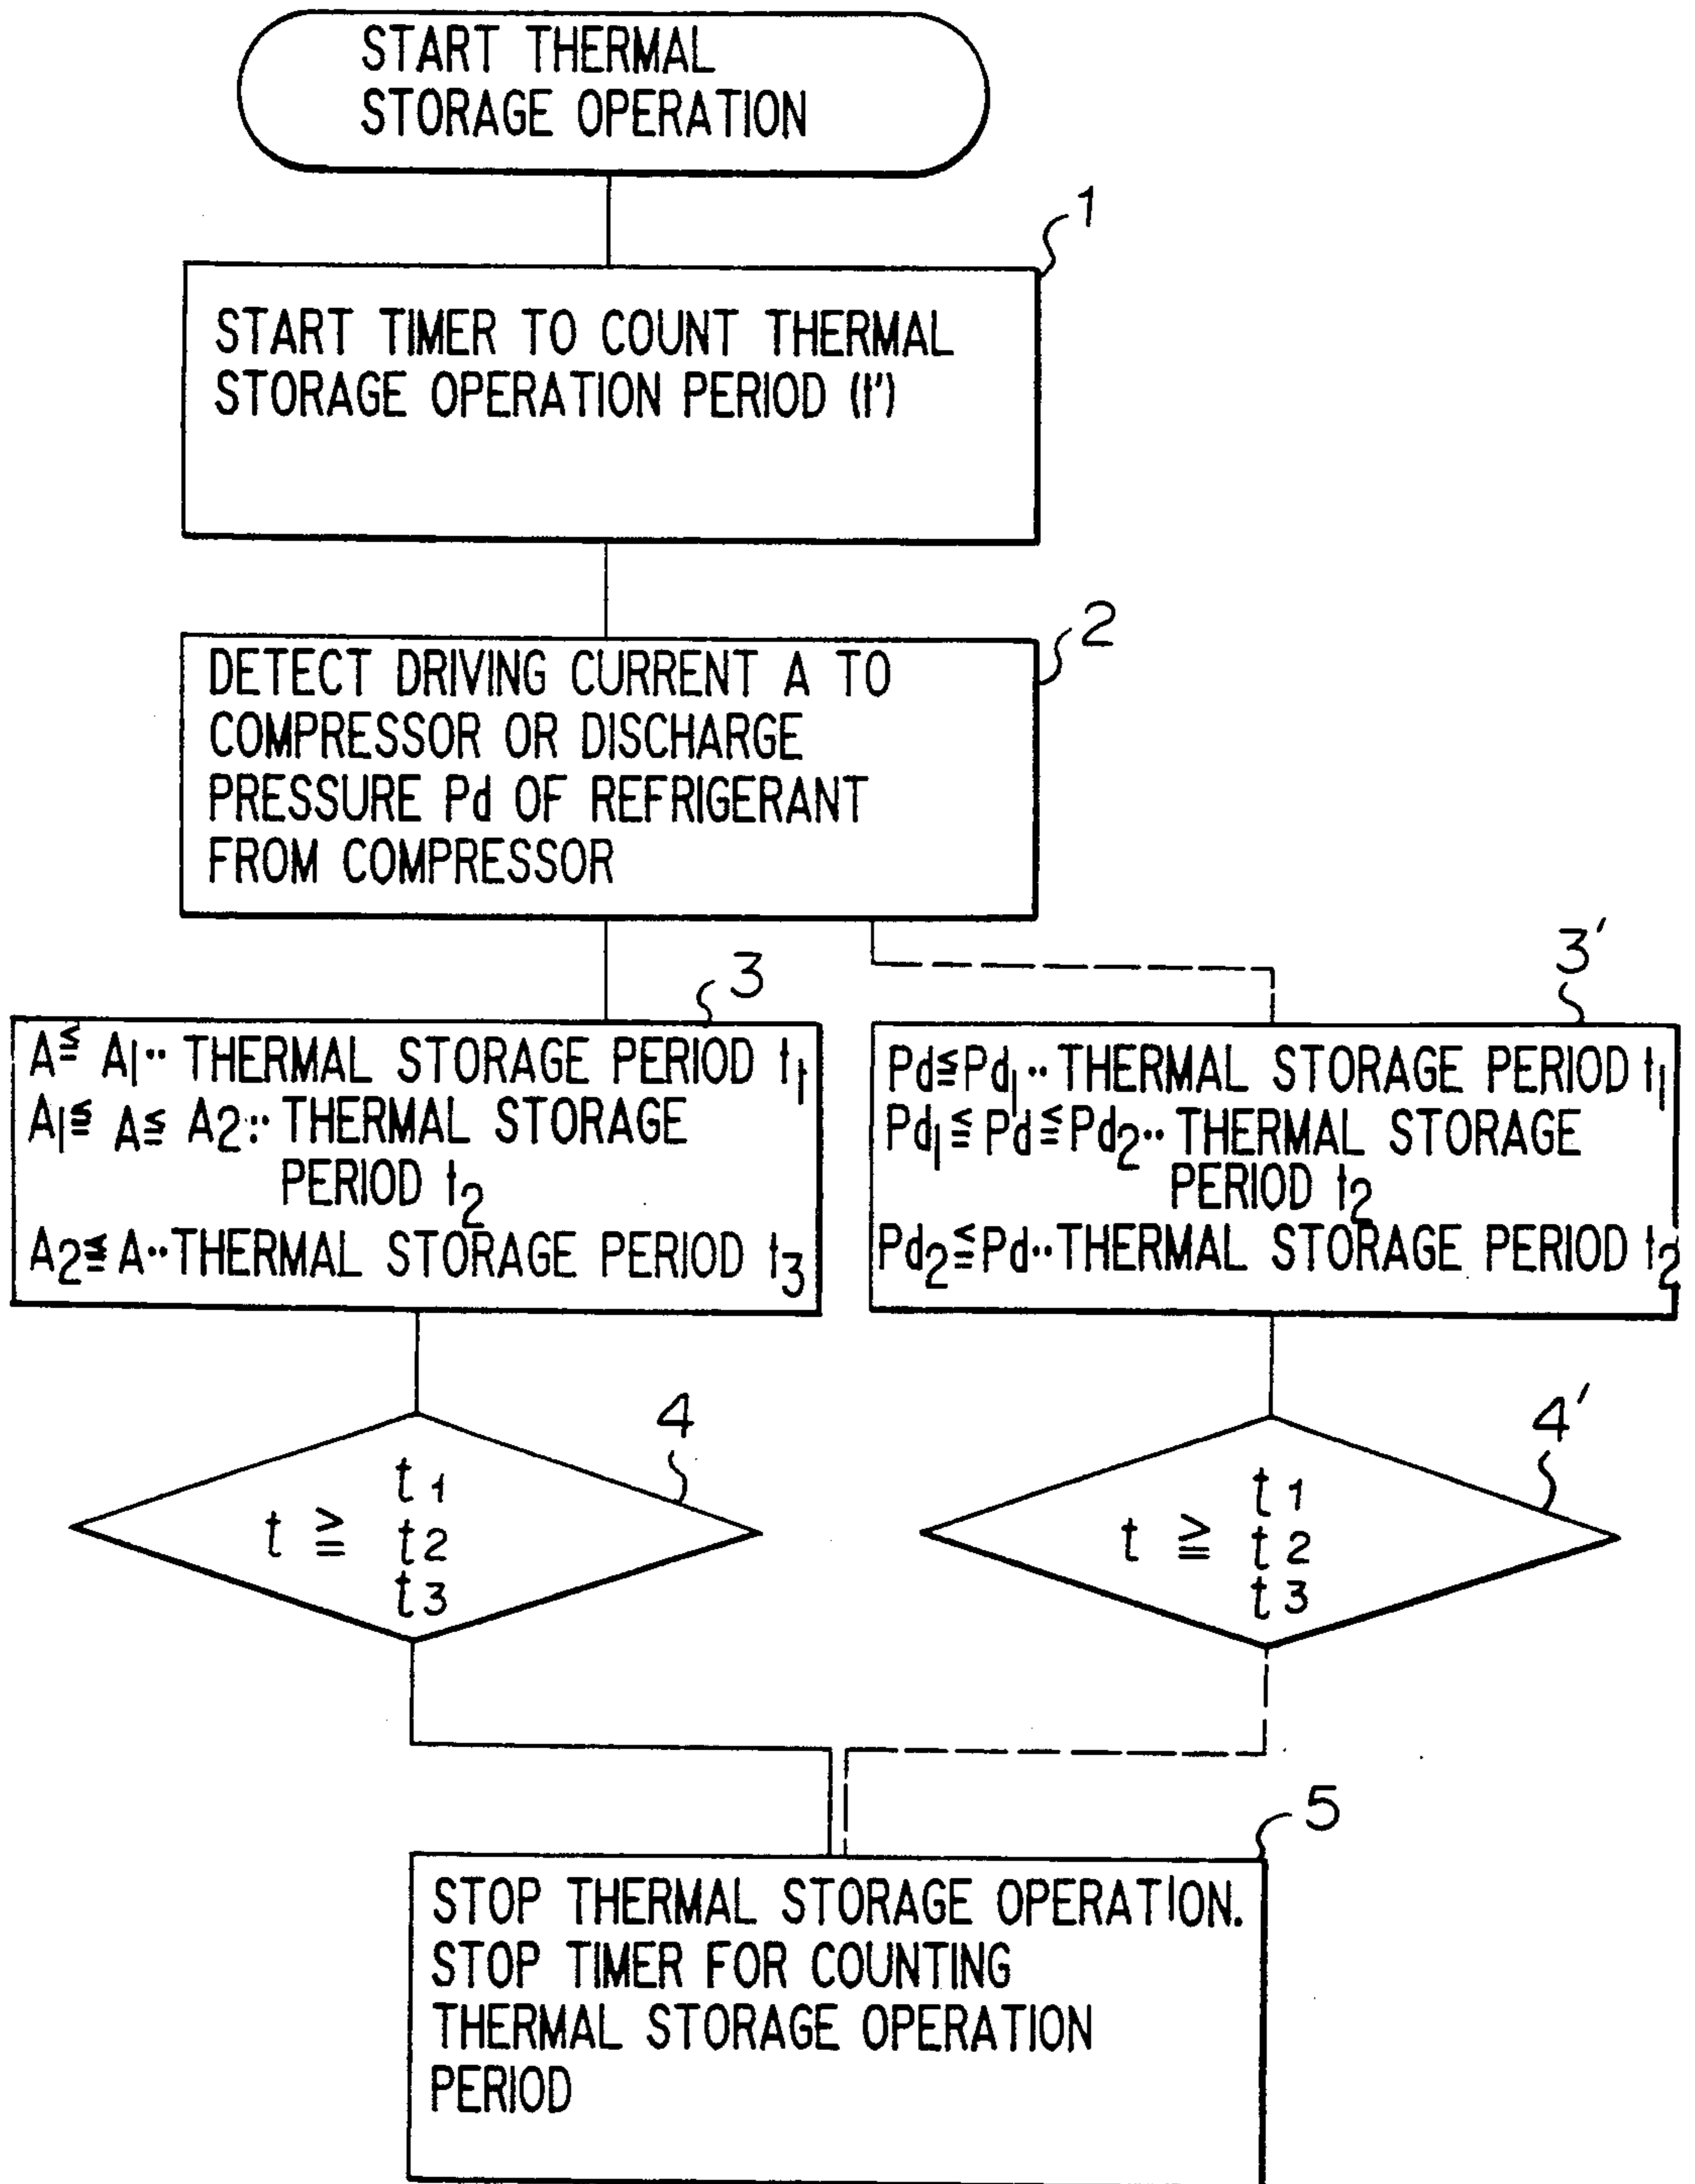 START THERMAL
STORAGE OPERATION
1
START TIMER TO COUNT THERMAL
STORAGE OPERATION PERIOD (t')
2
DETECT DRIVING CURRENT A TO
COMPRESSOR OR DISCHARGE
PRESSURE Pd OF REFRIGERANT
FROM COMPRESSOR
3
A ≦ A1‥ THERMAL STORAGE PERIOD t1
A1 ≦ A ≦ A2‥ THERMAL STORAGE
PERIOD t2
A2 ≦ A‥ THERMAL STORAGE PERIOD t3
3'
Pd ≦ Pd1‥ THERMAL STORAGE PERIOD t1
Pd1 ≦ Pd ≦ Pd2‥ THERMAL STORAGE
PERIOD t2
Pd2 ≦ Pd‥ THERMAL STORAGE PERIOD t2
4
t1
t ≧ t2
t3
4'
t1
t ≧ t2
t3
5
STOP THERMAL STORAGE OPERATION.
STOP TIMER FOR COUNTING
THERMAL STORAGE OPERATION
PERIOD